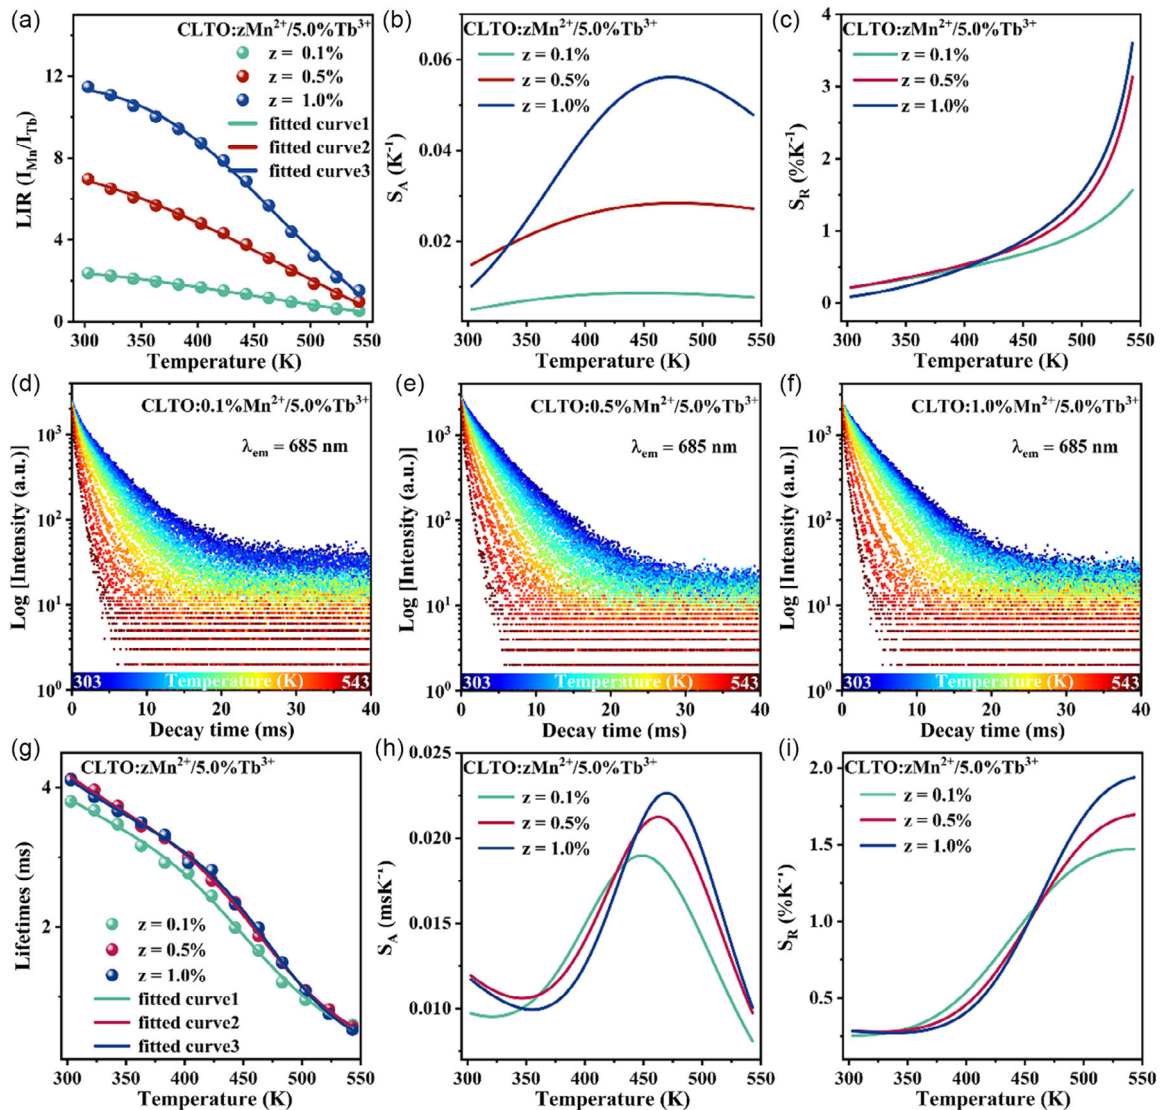 (a)
CLTO:zMn²⁺/5.0%Tb³⁺
z = 0.1%
z = 0.5%
z = 1.0%
fitted curve1
fitted curve2
fitted curve3
LIR (I_Mn/I_Tb)
12
8
4
0
300 350 400 450 500 550
Temperature (K)
(b)
CLTO:zMn²⁺/5.0%Tb³⁺
z = 0.1%
z = 0.5%
z = 1.0%
S_A (K⁻¹)
0.06
0.04
0.02
300 350 400 450 500 550
Temperature (K)
(c)
CLTO:zMn²⁺/5.0%Tb³⁺
z = 0.1%
z = 0.5%
z = 1.0%
S_R (%K⁻¹)
4
3
2
1
0
300 350 400 450 500 550
Temperature (K)
(d)
CLTO:0.1%Mn²⁺/5.0%Tb³⁺
λ_em = 685 nm
Log [Intensity (a.u.)]
10³
10²
10¹
10⁰
303 Temperature (K) 543
0 10 20 30 40
Decay time (ms)
(e)
CLTO:0.5%Mn²⁺/5.0%Tb³⁺
λ_em = 685 nm
Log [Intensity (a.u.)]
10³
10²
10¹
10⁰
303 Temperature (K) 543
0 10 20 30 40
Decay time (ms)
(f)
CLTO:1.0%Mn²⁺/5.0%Tb³⁺
λ_em = 685 nm
Log [Intensity (a.u.)]
10³
10²
10¹
10⁰
303 Temperature (K) 543
0 10 20 30 40
Decay time (ms)
(g)
CLTO:zMn²⁺/5.0%Tb³⁺
z = 0.1%
z = 0.5%
z = 1.0%
fitted curve1
fitted curve2
fitted curve3
Lifetimes (ms)
4
2
300 350 400 450 500 550
Temperature (K)
(h)
CLTO:zMn²⁺/5.0%Tb³⁺
z = 0.1%
z = 0.5%
z = 1.0%
S_A (msK⁻¹)
0.025
0.020
0.015
0.010
300 350 400 450 500 550
Temperature (K)
(i)
CLTO:zMn²⁺/5.0%Tb³⁺
z = 0.1%
z = 0.5%
z = 1.0%
S_R (%K⁻¹)
2.0
1.5
1.0
0.5
300 350 400 450 500 550
Temperature (K)